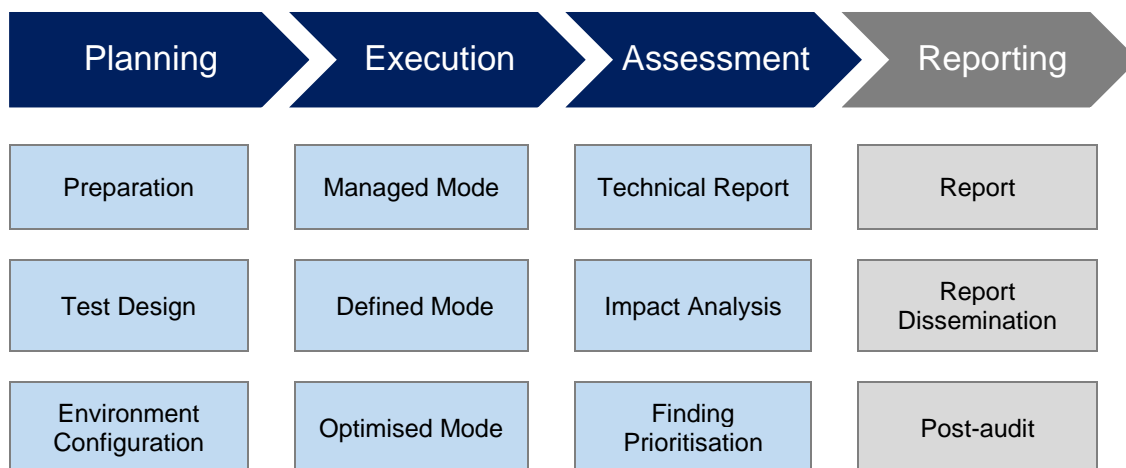 Planning
Execution
Assessment
Reporting
Preparation
Managed Mode
Technical Report
Report
Test Design
Defined Mode
Impact Analysis
Report
Dissemination
Environment
Configuration
Optimised Mode
Finding
Prioritisation
Post-audit